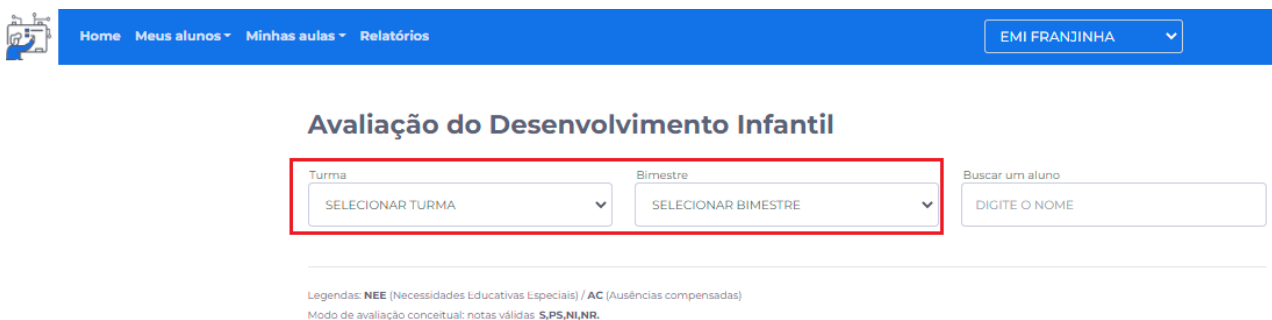 Home Meus alunos Minhas aulas Relatórios EMI FRANJINHA
Avaliação do Desenvolvimento Infantil
Turma Bimestre Buscar um aluno
SELECIONAR TURMA SELECIONAR BIMESTRE DIGITE O NOME
Legendas: NEE (Necessidades Educativas Especiais) / AC (Ausências compensadas)
Modo de avaliação conceitual: notas válidas S,PS,NI,NR.